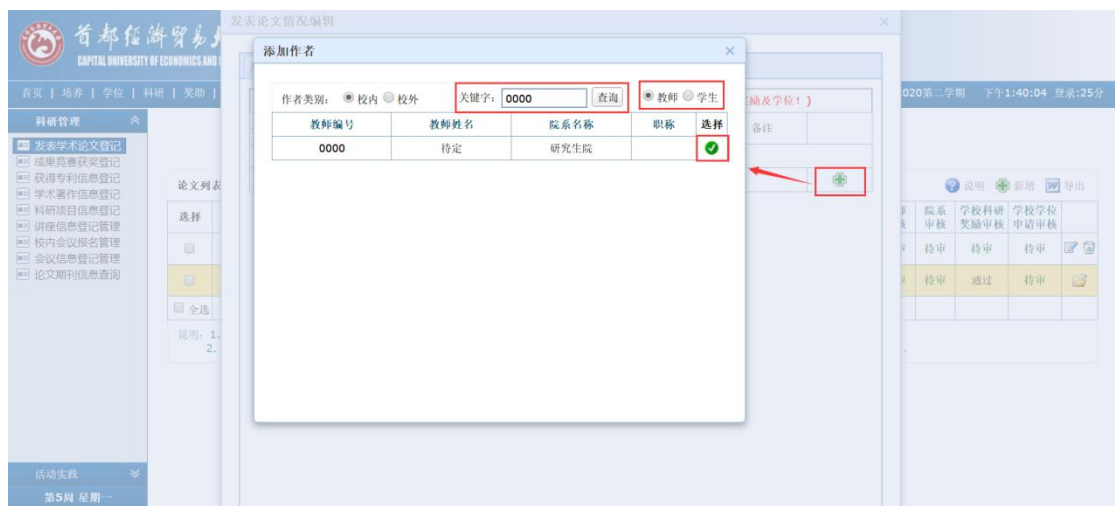 首都经济贸易大
CAPITAL UNIVERSITY OF ECONOMICS AND
首页 | 培养 | 学位 | 科研 | 奖助 |
020第二学期 下午1:40:04 登录:25分
科研管理
发表学术论文登记
成果竞赛获奖登记
获得专利信息登记
学术著作信息登记
科研项目信息登记
讲座信息登记管理
校内会议报名管理
会议信息登记管理
论文期刊信息查询
活动实践
第5周 星期一
发表论文情况编辑
添加作者
作者类别: 校内 校外 关键字: 0000 查询 教师 学生
教师编号 教师姓名 院系名称 职称 选择
0000 待定 研究生院
励及学位!)
备注
论文列表
说明 新增 导出
选择
院系审核 学校科研奖励审核 学校学位申请审核
待审 待审 待审
待审 通过 待审
全选
说明: 1.
2.